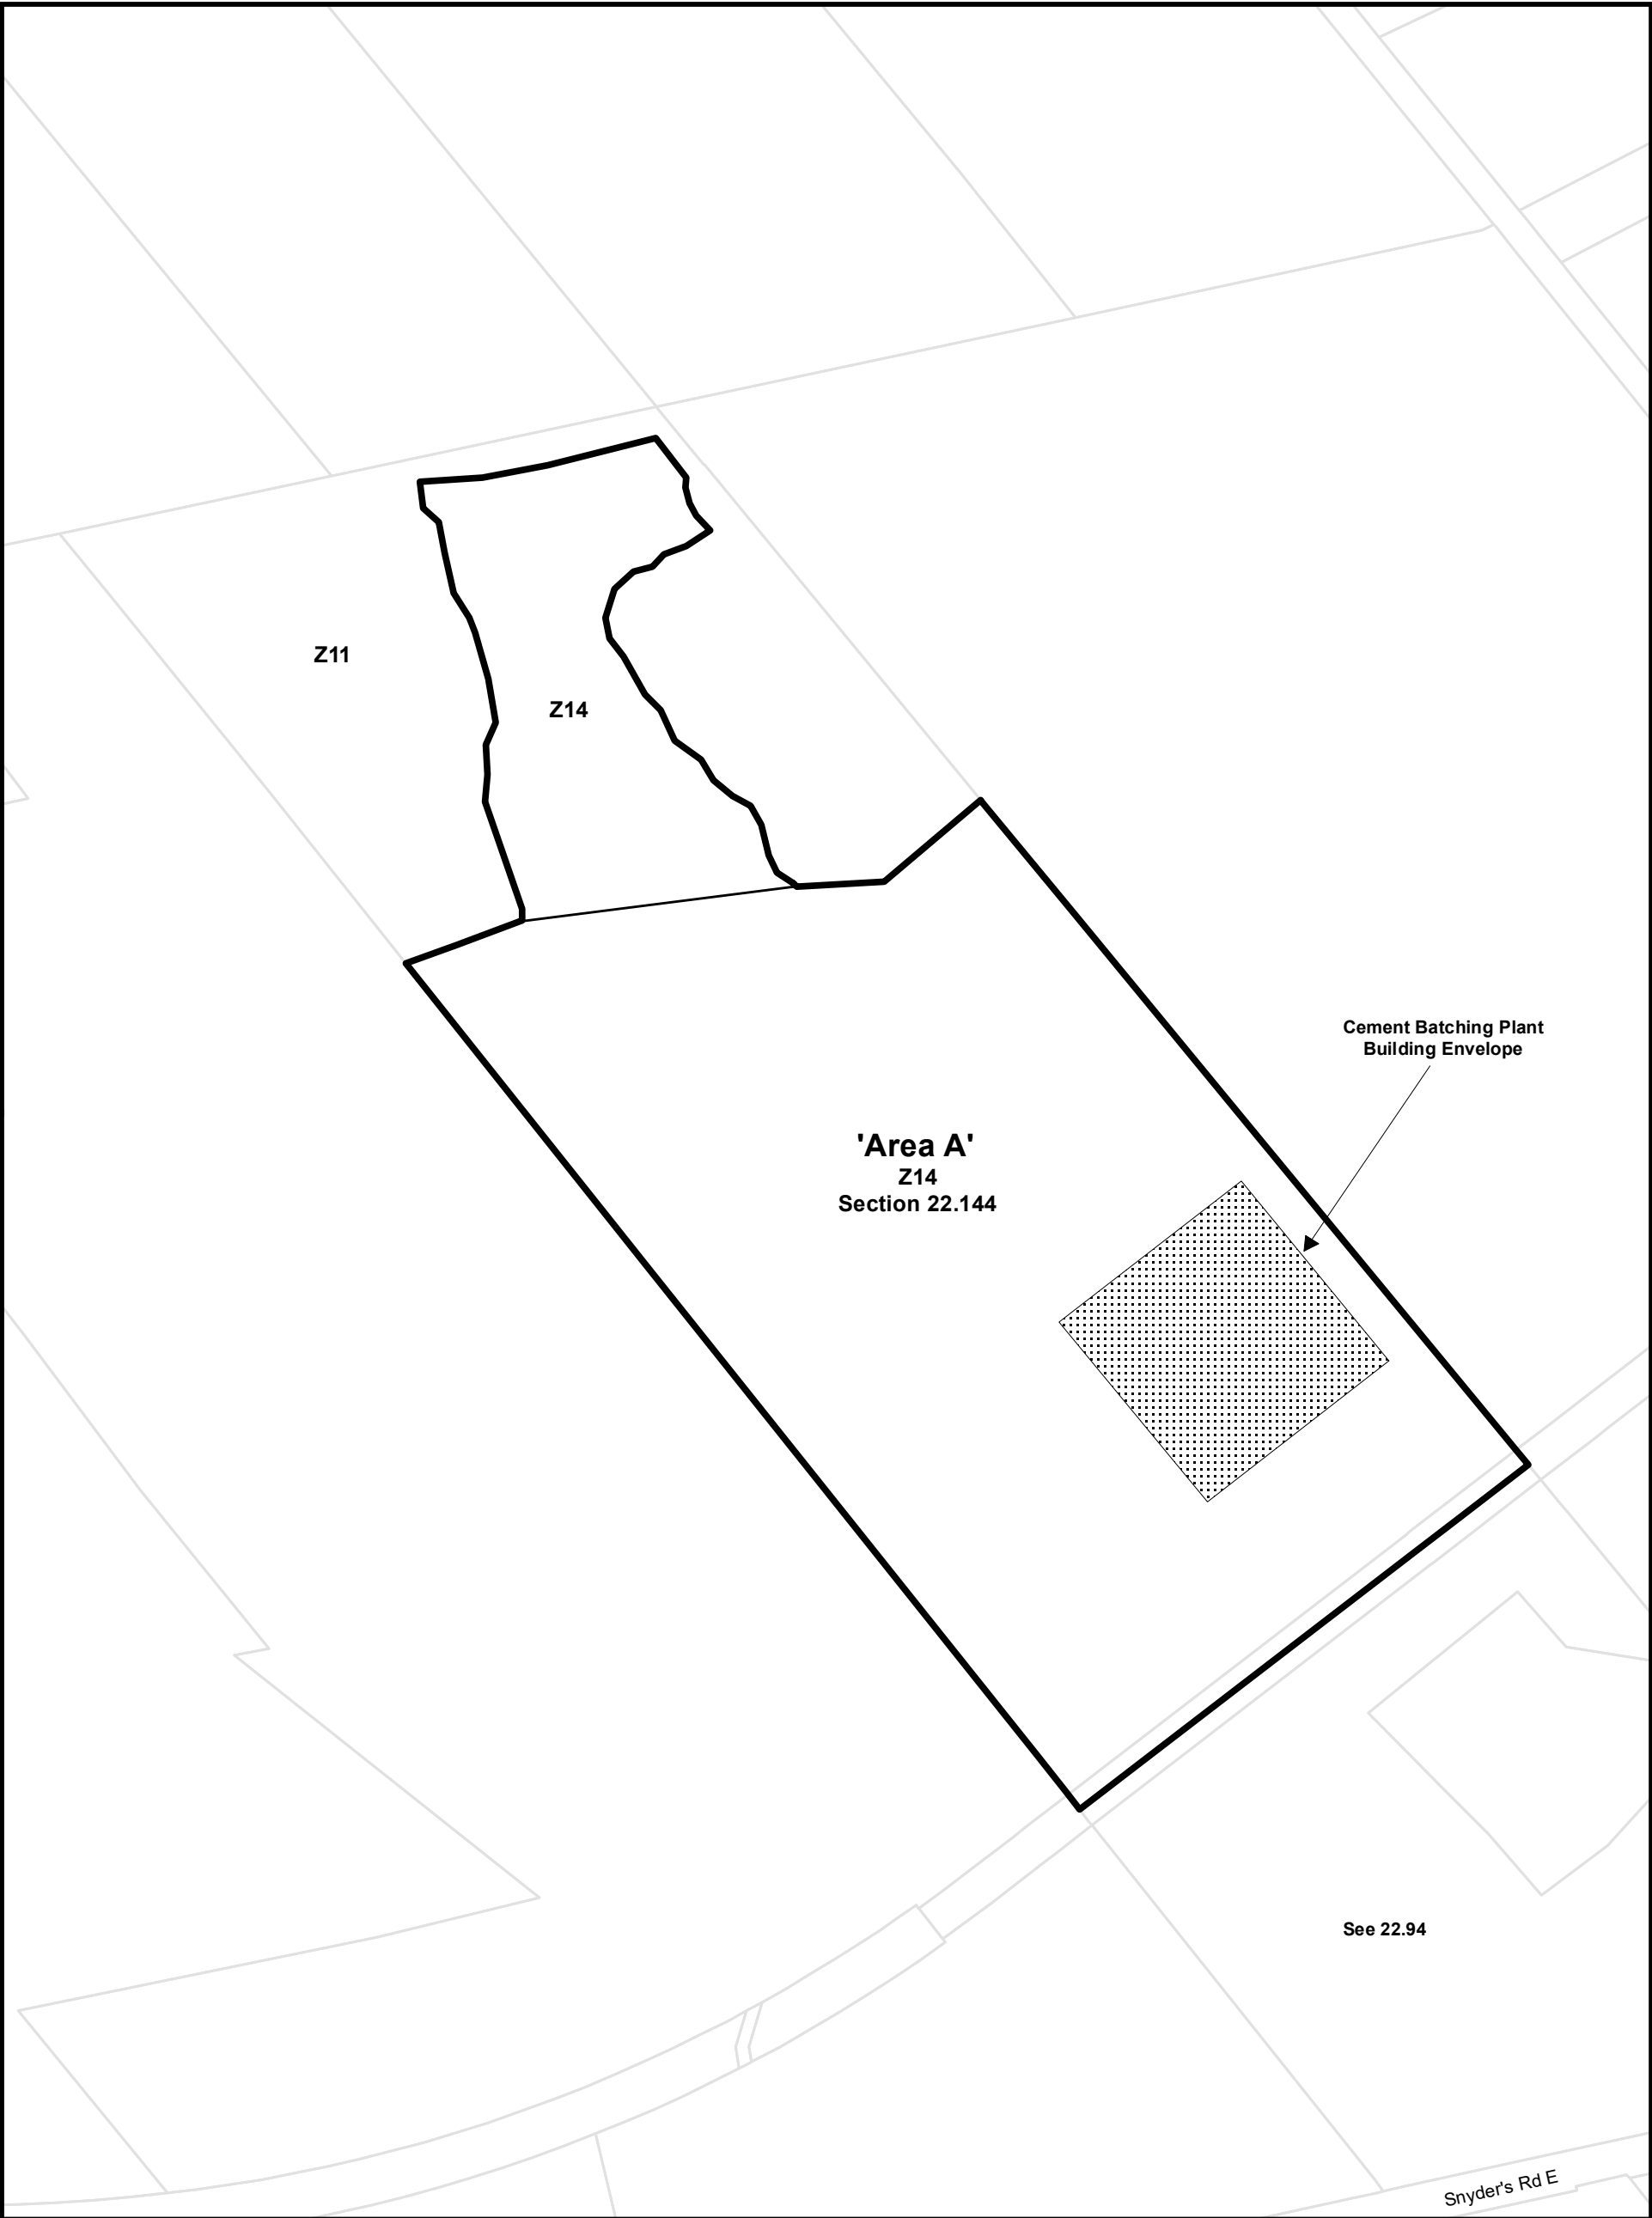 Z11
Z14
Cement Batching Plant
Building Envelope
'Area A'
Z14
Section 22.144
See 22.94
Snyder's Rd E